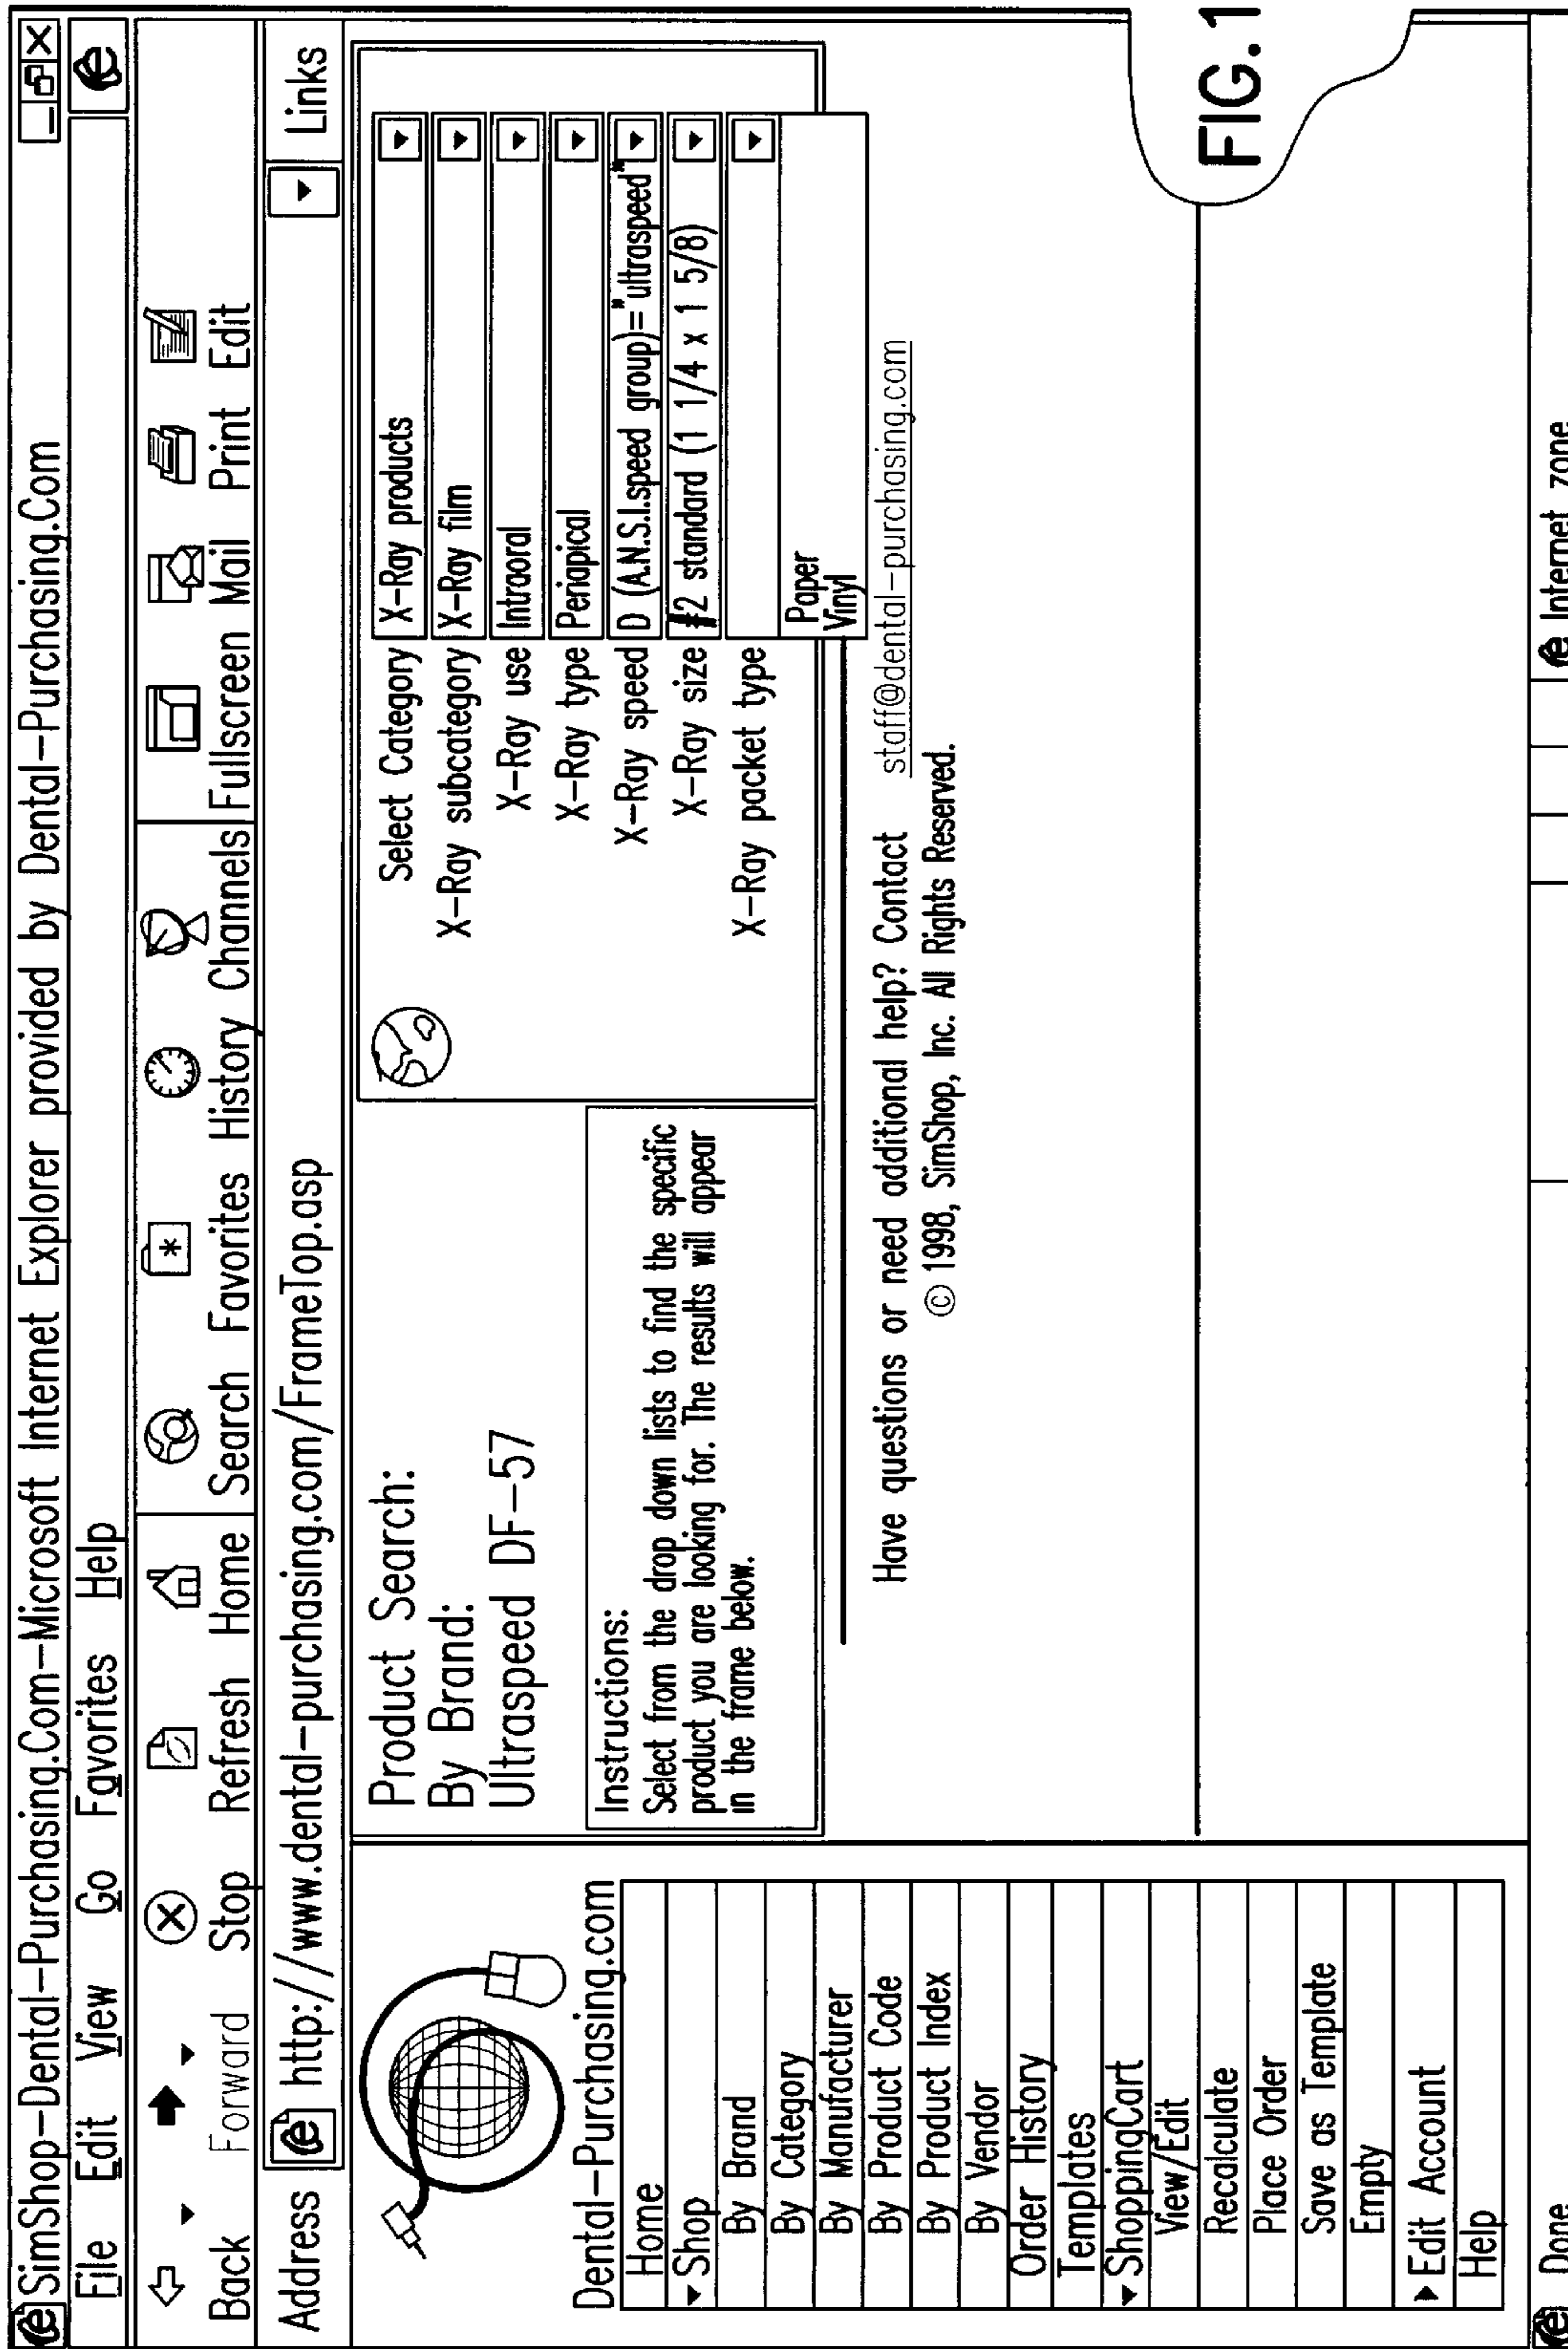 SimShop-Dental-Purchasing.Com-Microsoft Internet Explorer provided by Dental-Purchasing.Com
File Edit View Go Favorites Help
Back Forward Stop Refresh Home Search Favorites History Channels Fullscreen Mail Print Edit
Address http://www.dental-purchasing.com/FrameTop.asp Links
Dental-Purchasing.com
Home
Shop
By Brand
By Category
By Manufacturer
By Product Code
By Product Index
By Vendor
Order History
Templates
ShoppingCart
View/Edit
Recalculate
Place Order
Save as Template
Empty
Edit Account
Help
Product Search:
By Brand:
Ultraspeed DF-57
Instructions:
Select from the drop down lists to find the specific
product you are looking for. The results will appear
in the frame below.
Select Category X-Ray products
X-Ray subcategory X-Ray film
X-Ray use Intraoral
X-Ray type Periapical
X-Ray speed D (A.N.S.I.speed group)="ultraspeed"
X-Ray size #2 standard (1 1/4 x 1 5/8)
X-Ray packet type
Paper
Vinyl
Have questions or need additional help? Contact staff@dental-purchasing.com
© 1998, SimShop, Inc. All Rights Reserved.
FIG.1
Done Internet zone